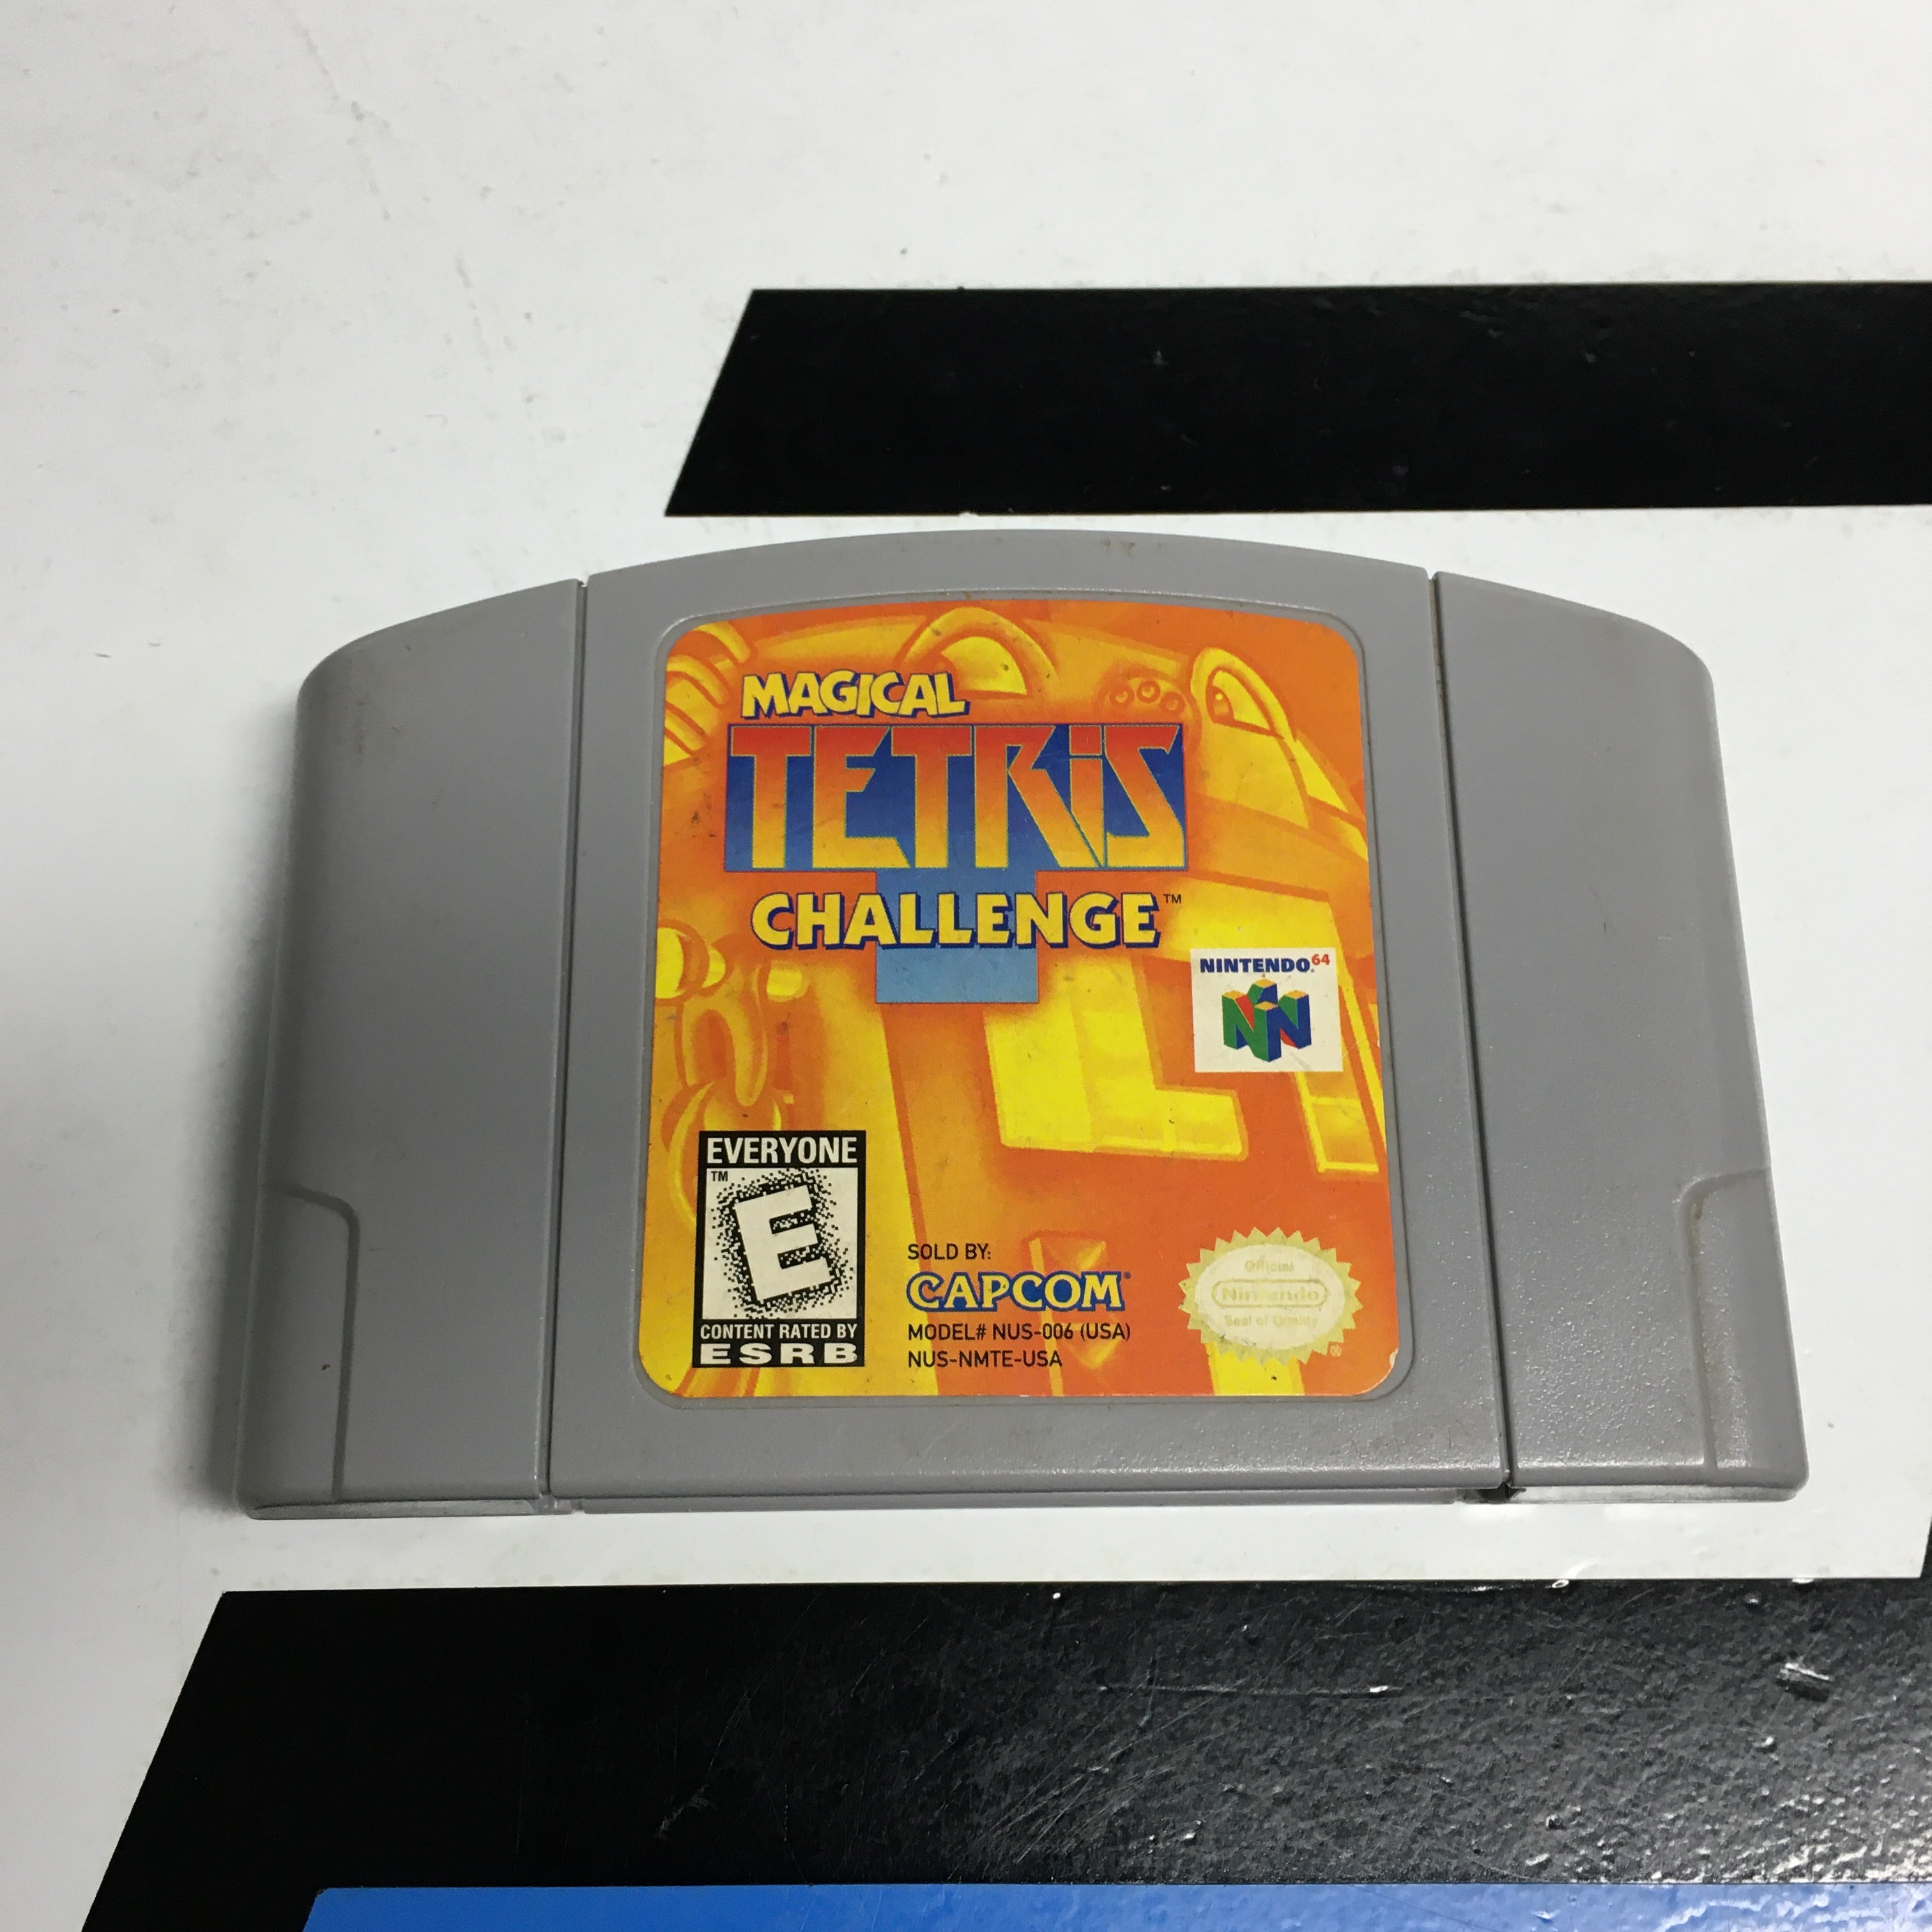 MAGICAL
TETRiS
CHALLENGE™
NINTENDO64
EVERYONE
™
E
CONTENT RATED BY
ESRB
SOLD BY:
CAPCOM®
MODEL# NUS-006 (USA)
NUS-NMTE-USA
Official
Nintendo
Seal of Quality
®